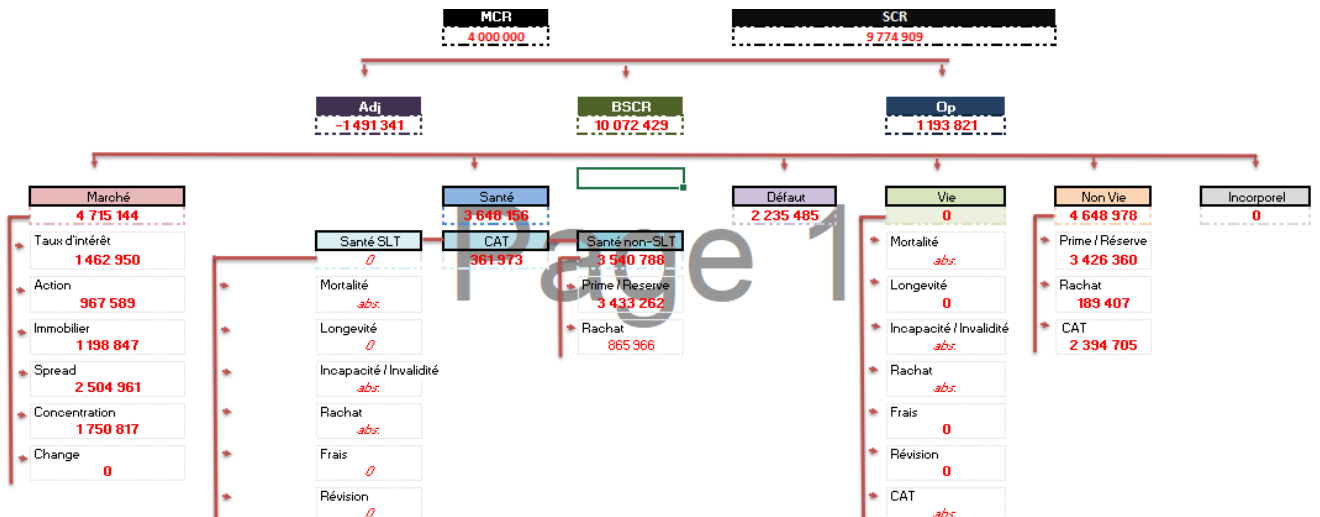 MCR SCR
4 000 000 9 774 909
Adj BSCR Op
-1 491 341 10 072 429 1 193 821
Marché Santé Défaut Vie Non Vie Incorporel
4 715 144 3 648 156 2 235 485 0 4 648 978 0
Page 1
Taux d'intérêt
1 462 950
Action
967 589
Immobilier
1 198 847
Spread
2 504 961
Concentration
1 750 817
Change
0
Santé SLT CAT Santé non-SLT
0 361 973 3 540 788
Mortalité
abs.
Longevité
0
Incapacité / Invalidité
abs.
Rachat
abs.
Frais
0
Révision
0
Prime / Reserve
3 433 262
Rachat
865 966
Mortalité
abs.
Longevité
0
Incapacité / Invalidité
abs.
Rachat
abs.
Frais
0
Révision
0
CAT
abs.
Prime / Réserve
3 426 360
Rachat
189 407
CAT
2 394 705